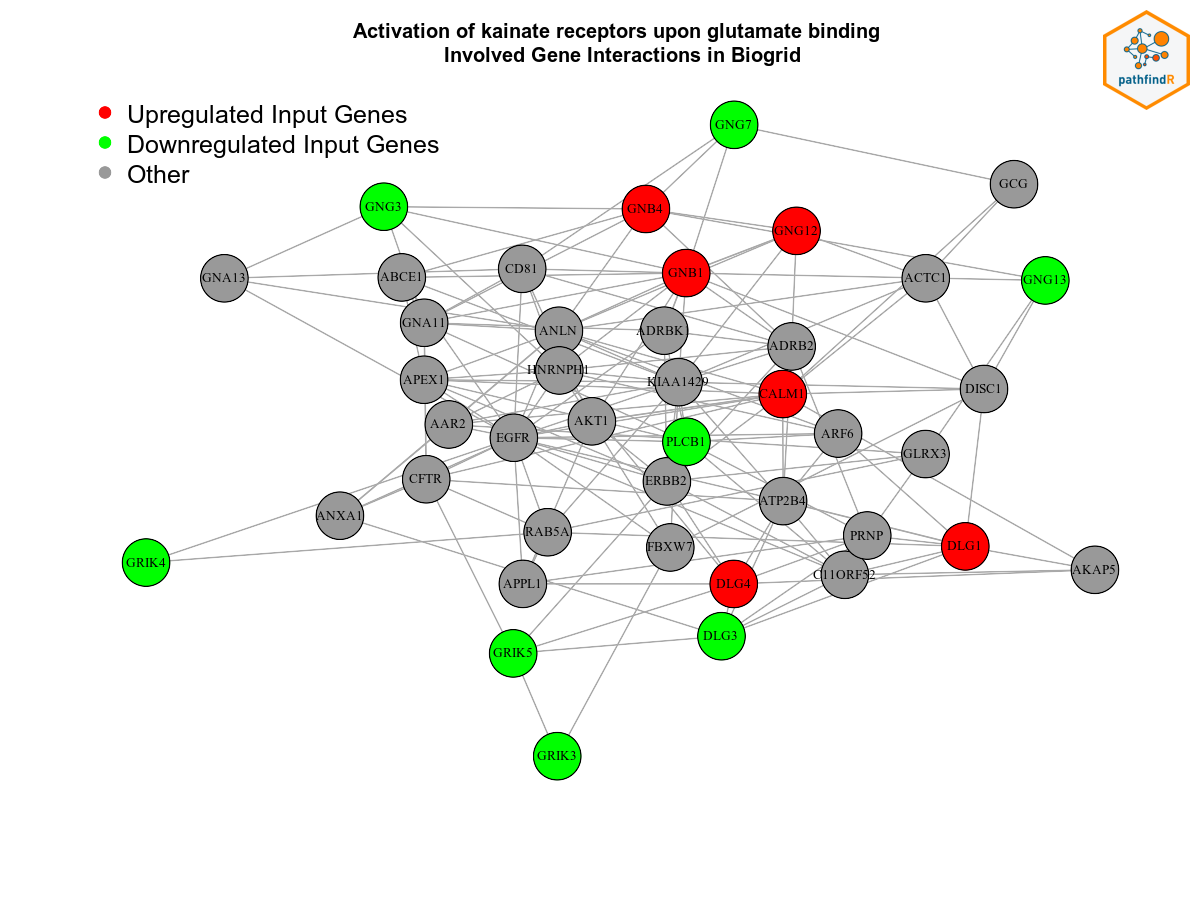 Activation of kainate receptors upon glutamate binding
Involved Gene Interactions in Biogrid
pathfindR
Upregulated Input Genes
Downregulated Input Genes
Other
GNG7
GCG
GNG3
GNB4
GNG12
GNA13
ABCE1
CD81
GNB1
ACTC1
GNG13
GNA11
ANLN
ADRBK
ADRB2
APEX1
HNRNPH1
KIAA1429
CALM1
DISC1
AAR2
EGFR
AKT1
PLCB1
ARF6
GLRX3
CFTR
ERBB2
ATP2B4
ANXA1
RAB5A
FBXW7
PRNP
DLG1
GRIK4
APPL1
DLG4
C11ORF52
AKAP5
GRIK5
DLG3
GRIK3